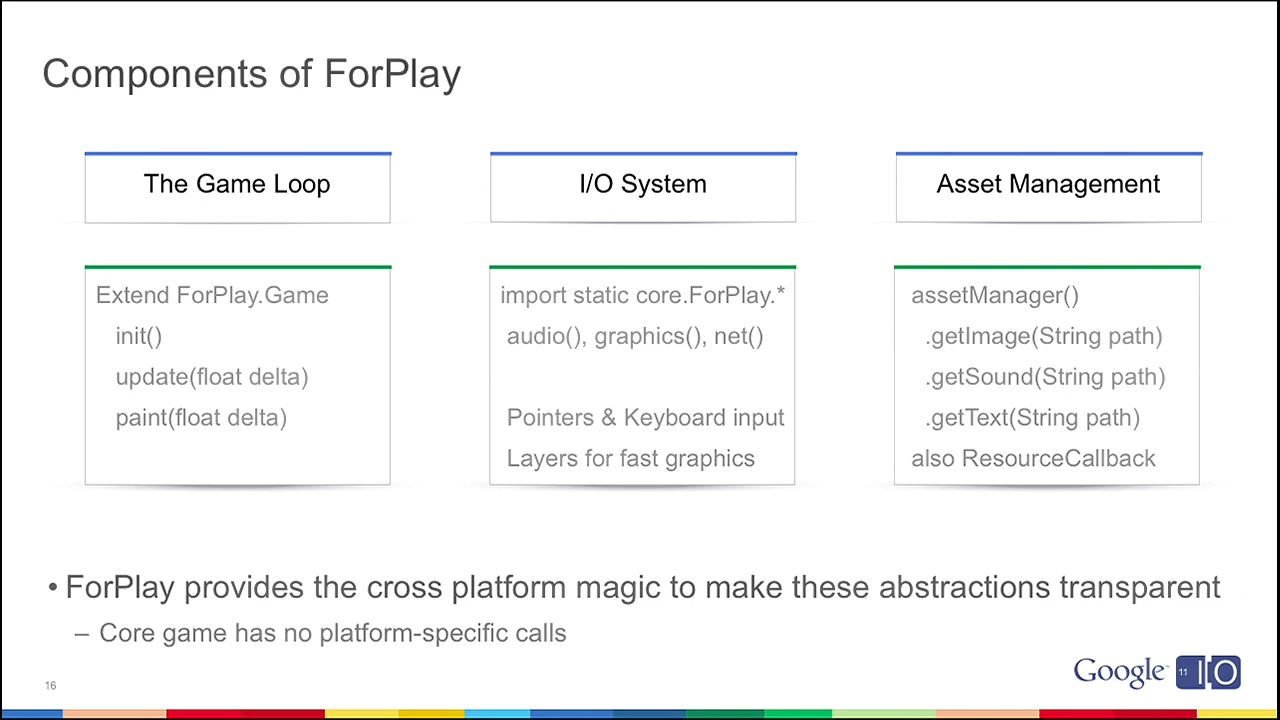 Components of ForPlay
The Game Loop
Extend ForPlay.Game
init()
update(float delta)
paint(float delta)
I/O System
import static core.ForPlay.*
audio(), graphics(), net()
Pointers & Keyboard input
Layers for fast graphics
Asset Management
assetManager()
.getImage(String path)
.getSound(String path)
.getText(String path)
also ResourceCallback
• ForPlay provides the cross platform magic to make these abstractions transparent
– Core game has no platform-specific calls
16
Google 11 IO